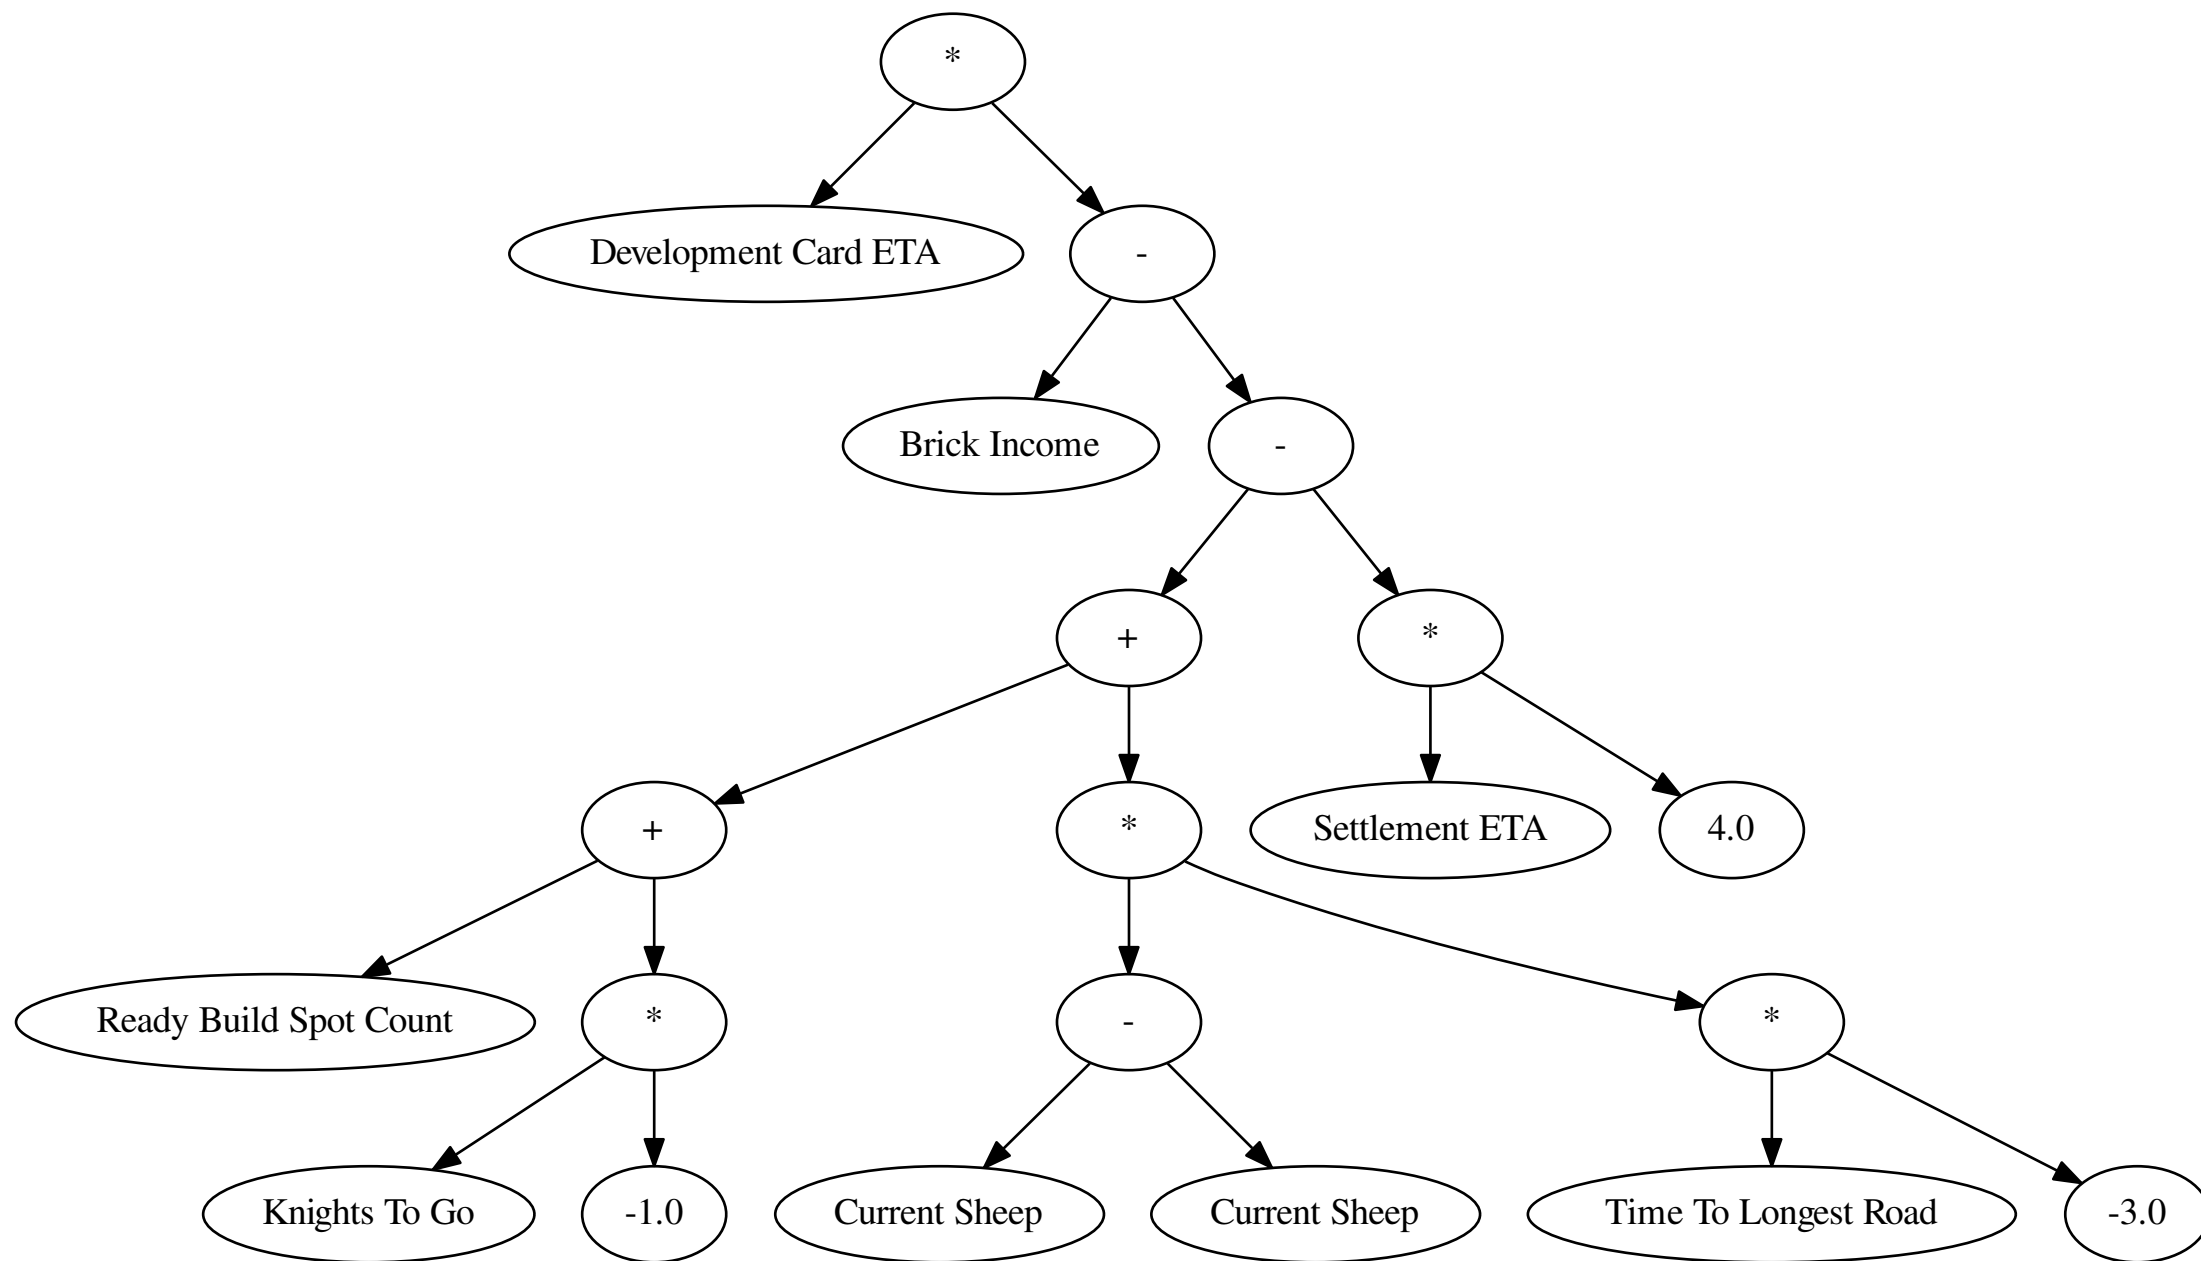 *
Development Card ETA
-
Brick Income
-
+
*
+
*
Settlement ETA
4.0
Ready Build Spot Count
*
-
*
Knights To Go
-1.0
Current Sheep
Current Sheep
Time To Longest Road
-3.0